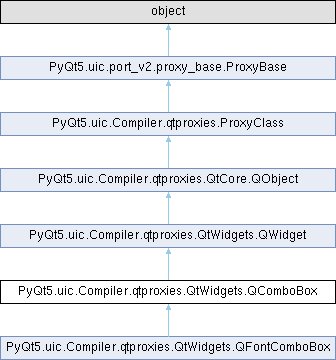 object
PyQt5.uic.port_v2.proxy_base.ProxyBase
PyQt5.uic.Compiler.qtproxies.ProxyClass
PyQt5.uic.Compiler.qtproxies.QtCore.QObject
PyQt5.uic.Compiler.qtproxies.QtWidgets.QWidget
PyQt5.uic.Compiler.qtproxies.QtWidgets.QComboBox
PyQt5.uic.Compiler.qtproxies.QtWidgets.QFontComboBox